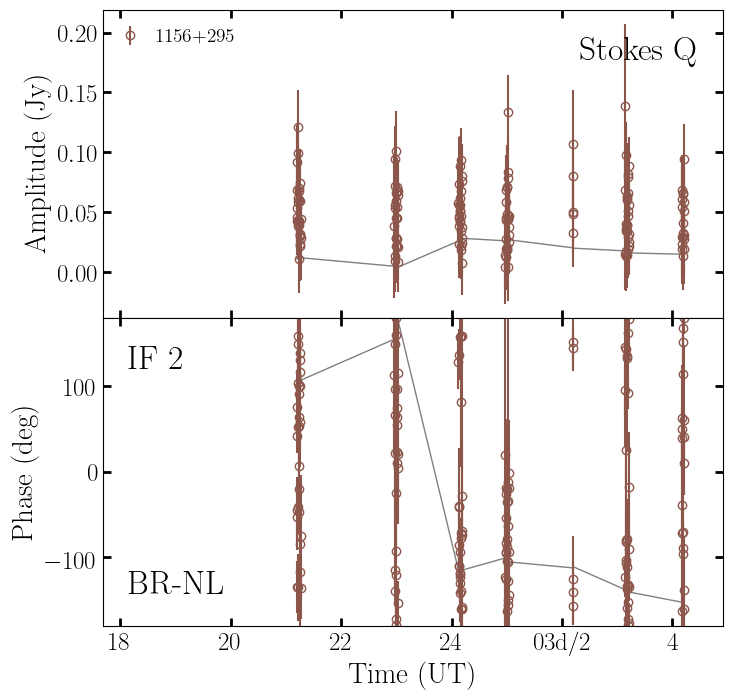 1156+295
Stokes Q
0.20
0.15
0.10
0.05
0.00
Amplitude (Jy)
IF 2
100
0
−100
Phase (deg)
BR-NL
18 20 22 24 03d/2 4
Time (UT)